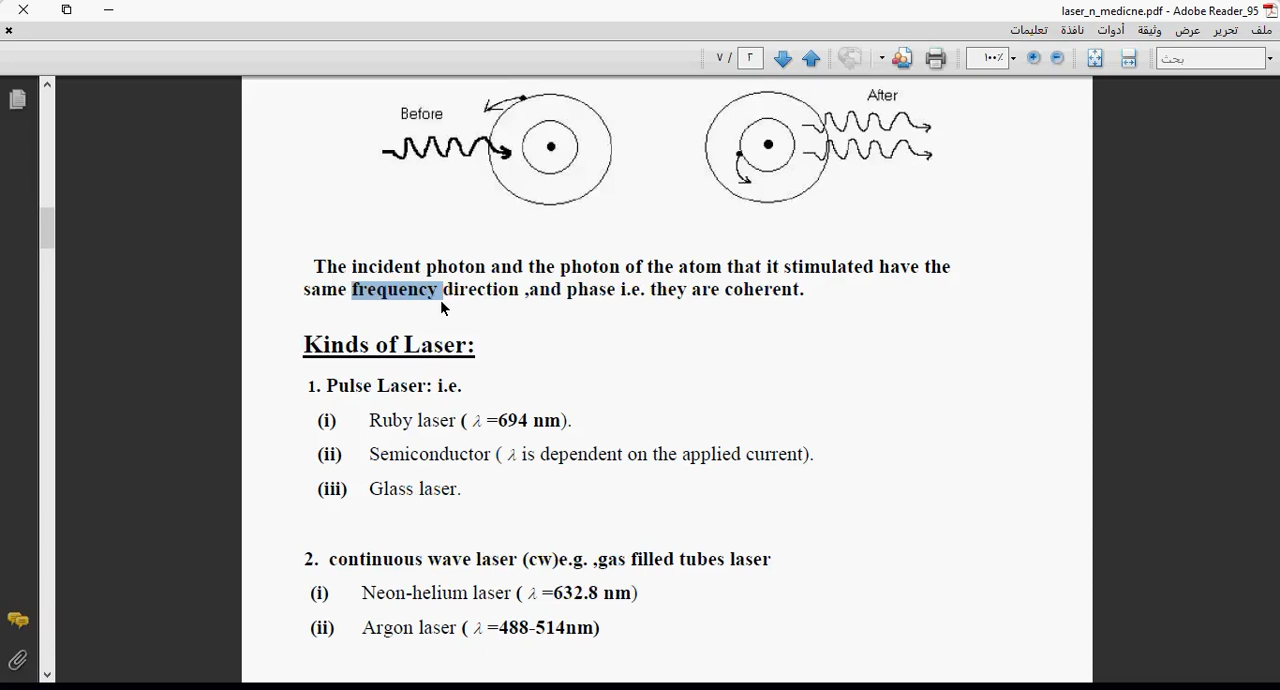 laser_n_medicne.pdf - Adobe Reader_95
ملف تحرير عرض وثيقة أدوات نافذة تعليمات
٧ / ٣
١٠٠٪
بحث
Before
After
The incident photon and the photon of the atom that it stimulated have the
same frequency direction ,and phase i.e. they are coherent.
Kinds of Laser:
1. Pulse Laser: i.e.
(i) Ruby laser ( λ =694 nm).
(ii) Semiconductor ( λ is dependent on the applied current).
(iii) Glass laser.
2. continuous wave laser (cw)e.g. ,gas filled tubes laser
(i) Neon-helium laser ( λ =632.8 nm)
(ii) Argon laser ( λ =488-514nm)